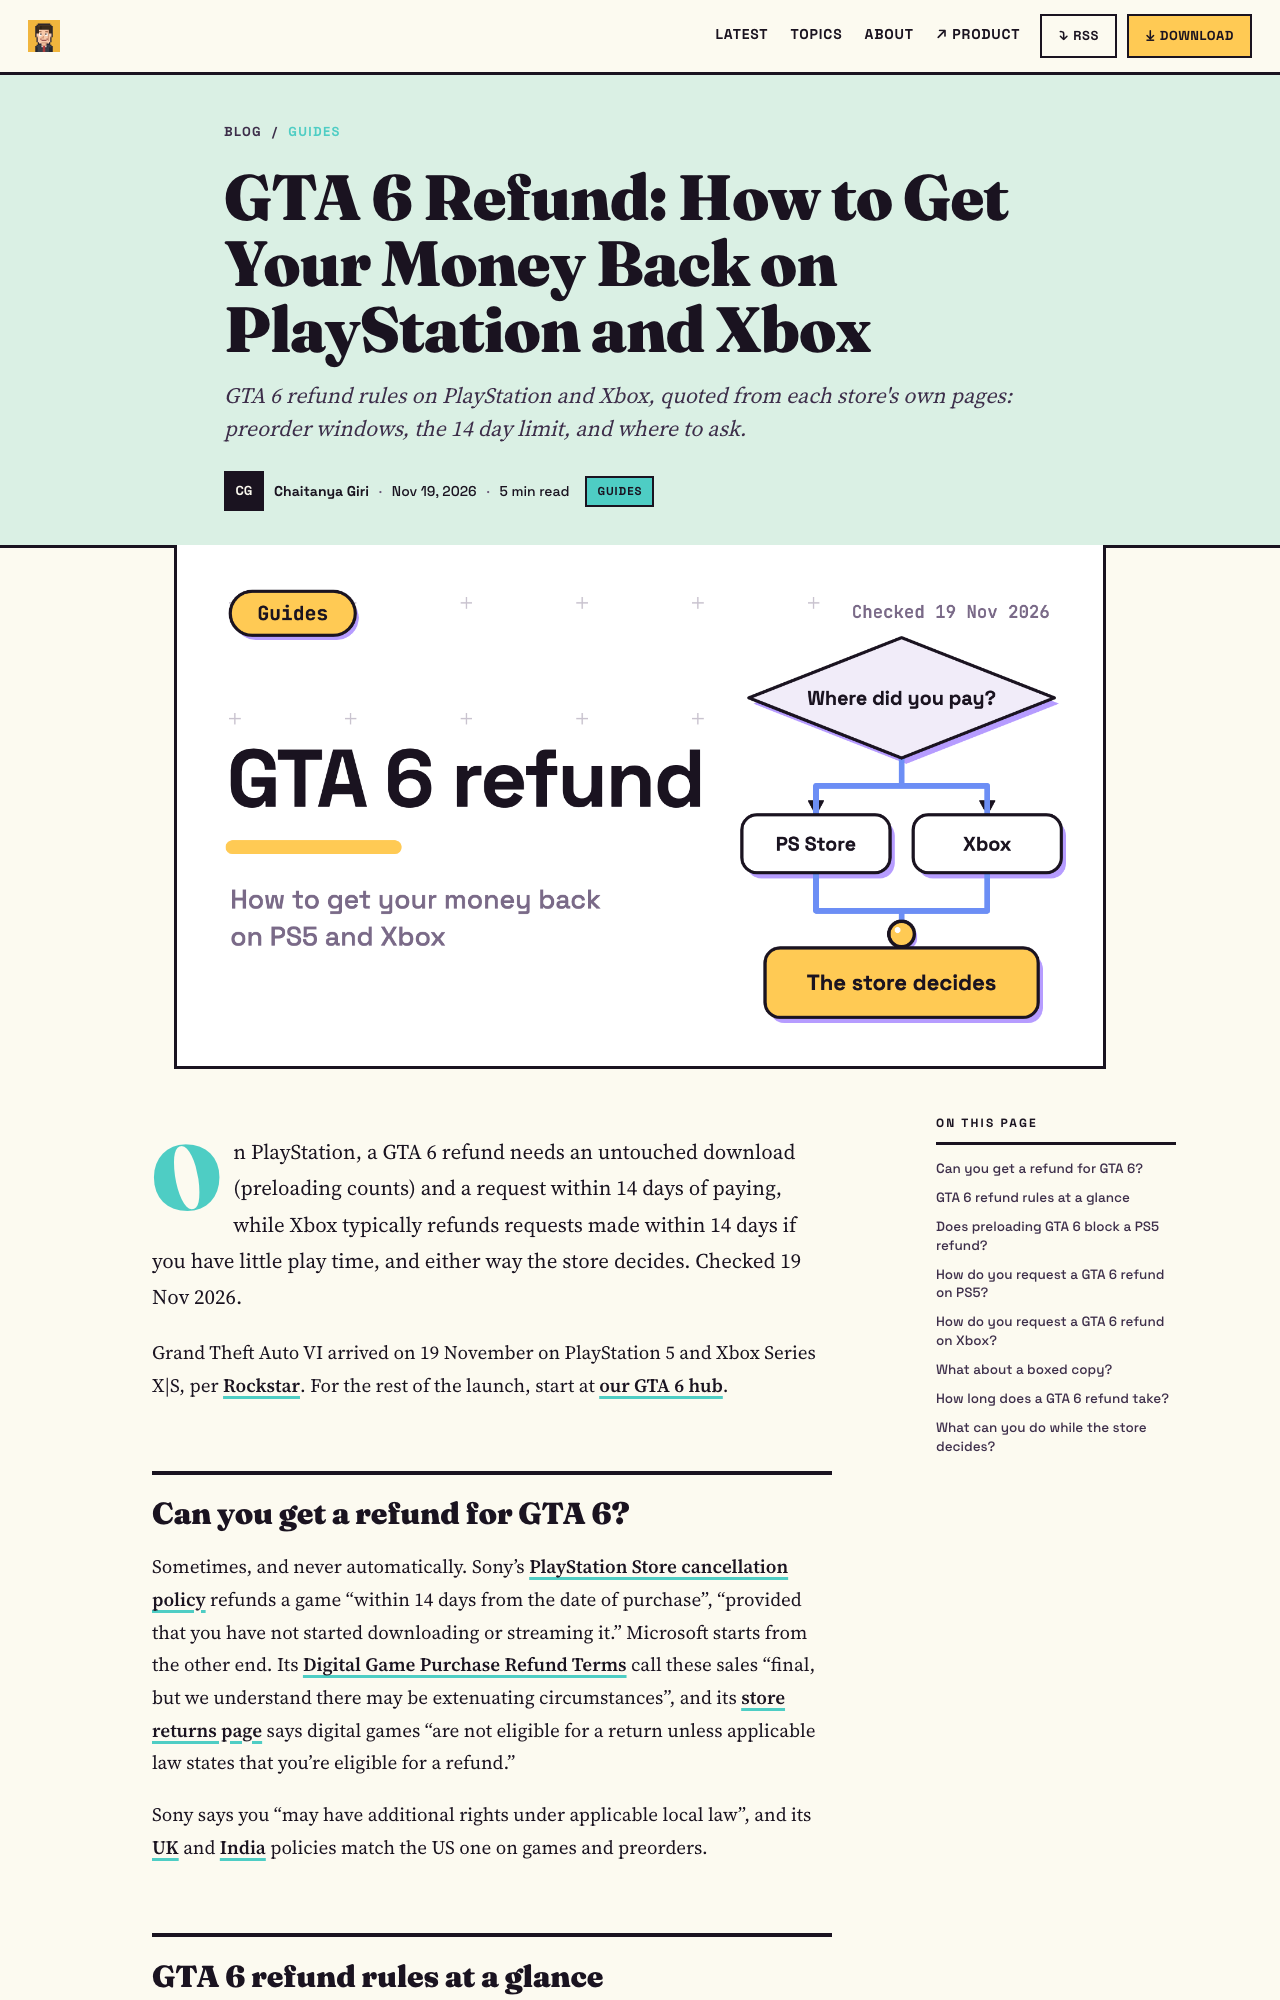 LATEST TOPICS ABOUT ↗ PRODUCT ⤵ RSS ⤓ DOWNLOAD
BLOG / GUIDES
GTA 6 Refund: How to Get
Your Money Back on
PlayStation and Xbox
GTA 6 refund rules on PlayStation and Xbox, quoted from each store's own pages:
preorder windows, the 14 day limit, and where to ask.
CG Chaitanya Giri · Nov 19, 2026 · 5 min read GUIDES
Guides
Checked 19 Nov 2026
Where did you pay?
GTA 6 refund
PS Store Xbox
How to get your money back
on PS5 and Xbox
The store decides
On PlayStation, a GTA 6 refund needs an untouched download
(preloading counts) and a request within 14 days of paying,
while Xbox typically refunds requests made within 14 days if
you have little play time, and either way the store decides. Checked 19
Nov 2026.
Grand Theft Auto VI arrived on 19 November on PlayStation 5 and Xbox Series
X|S, per Rockstar. For the rest of the launch, start at our GTA 6 hub.
ON THIS PAGE
Can you get a refund for GTA 6?
GTA 6 refund rules at a glance
Does preloading GTA 6 block a PS5
refund?
How do you request a GTA 6 refund
on PS5?
How do you request a GTA 6 refund
on Xbox?
What about a boxed copy?
How long does a GTA 6 refund take?
What can you do while the store
decides?
Can you get a refund for GTA 6?
Sometimes, and never automatically. Sony’s PlayStation Store cancellation
policy refunds a game “within 14 days from the date of purchase”, “provided
that you have not started downloading or streaming it.” Microsoft starts from
the other end. Its Digital Game Purchase Refund Terms call these sales “final,
but we understand there may be extenuating circumstances”, and its store
returns page says digital games “are not eligible for a return unless applicable
law states that you’re eligible for a refund.”
Sony says you “may have additional rights under applicable local law”, and its
UK and India policies match the US one on games and preorders.
GTA 6 refund rules at a glance